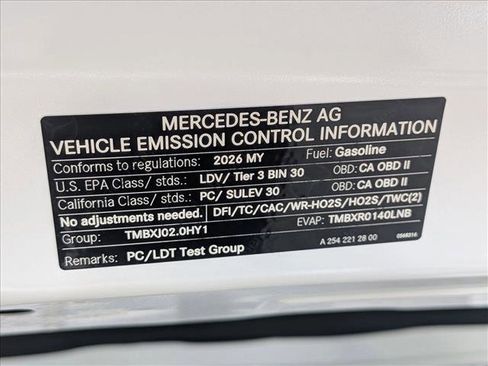 MERCEDES-BENZ AG
VEHICLE EMISSION CONTROL INFORMATION
Conforms to regulations: 2026 MY Fuel: Gasoline
U.S. EPA Class/ stds.: LDV/ Tier 3 BIN 30 OBD: CA OBD II
California Class/ stds.: PC/ SULEV 30 OBD: CA OBD II
No adjustments needed. DFI/TC/CAC/WR-HO2S/HO2S/TWC(2)
Group: TMBXJ02.0HY1 EVAP: TMBXR0140LNB
Remarks: PC/LDT Test Group A 254 221 28 00